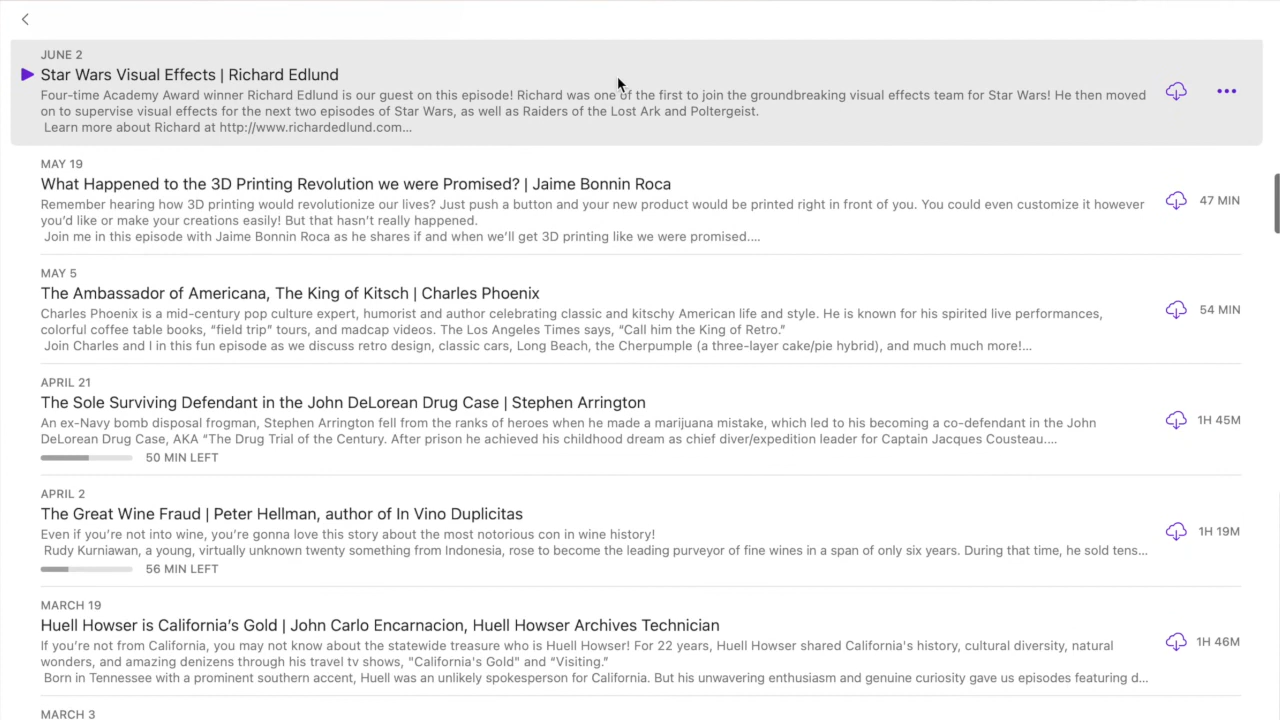 JUNE 2
Star Wars Visual Effects | Richard Edlund
Four-time Academy Award winner Richard Edlund is our guest on this episode! Richard was one of the first to join the groundbreaking visual effects team for Star Wars! He then moved
on to supervise visual effects for the next two episodes of Star Wars, as well as Raiders of the Lost Ark and Poltergeist.
Learn more about Richard at http://www.richardedlund.com...
MAY 19
What Happened to the 3D Printing Revolution we were Promised? | Jaime Bonnin Roca
Remember hearing how 3D printing would revolutionize our lives? Just push a button and your new product would be printed right in front of you. You could even customize it however
you'd like or make your creations easily! But that hasn't really happened.
Join me in this episode with Jaime Bonnin Roca as he shares if and when we'll get 3D printing like we were promised....
47 MIN
MAY 5
The Ambassador of Americana, The King of Kitsch | Charles Phoenix
Charles Phoenix is a mid-century pop culture expert, humorist and author celebrating classic and kitschy American life and style. He is known for his spirited live performances,
colorful coffee table books, “field trip” tours, and madcap videos. The Los Angeles Times says, “Call him the King of Retro.”
Join Charles and I in this fun episode as we discuss retro design, classic cars, Long Beach, the Cherpumple (a three-layer cake/pie hybrid), and much much more!...
54 MIN
APRIL 21
The Sole Surviving Defendant in the John DeLorean Drug Case | Stephen Arrington
An ex-Navy bomb disposal frogman, Stephen Arrington fell from the ranks of heroes when he made a marijuana mistake, which led to his becoming a co-defendant in the John
DeLorean Drug Case, AKA “The Drug Trial of the Century. After prison he achieved his childhood dream as chief diver/expedition leader for Captain Jacques Cousteau....
50 MIN LEFT
1H 45M
APRIL 2
The Great Wine Fraud | Peter Hellman, author of In Vino Duplicitas
Even if you're not into wine, you're gonna love this story about the most notorious con in wine history!
Rudy Kurniawan, a young, virtually unknown twenty something from Indonesia, rose to become the leading purveyor of fine wines in a span of only six years. During that time, he sold tens...
56 MIN LEFT
1H 19M
MARCH 19
Huell Howser is California's Gold | John Carlo Encarnacion, Huell Howser Archives Technician
If you're not from California, you may not know about the statewide treasure who is Huell Howser! For 22 years, Huell Howser shared California's history, cultural diversity, natural
wonders, and amazing denizens through his travel tv shows, "California's Gold" and “Visiting.”
Born in Tennessee with a prominent southern accent, Huell was an unlikely spokesperson for California. But his unwavering enthusiasm and genuine curiosity gave us episodes featuring d...
1H 46M
MARCH 3